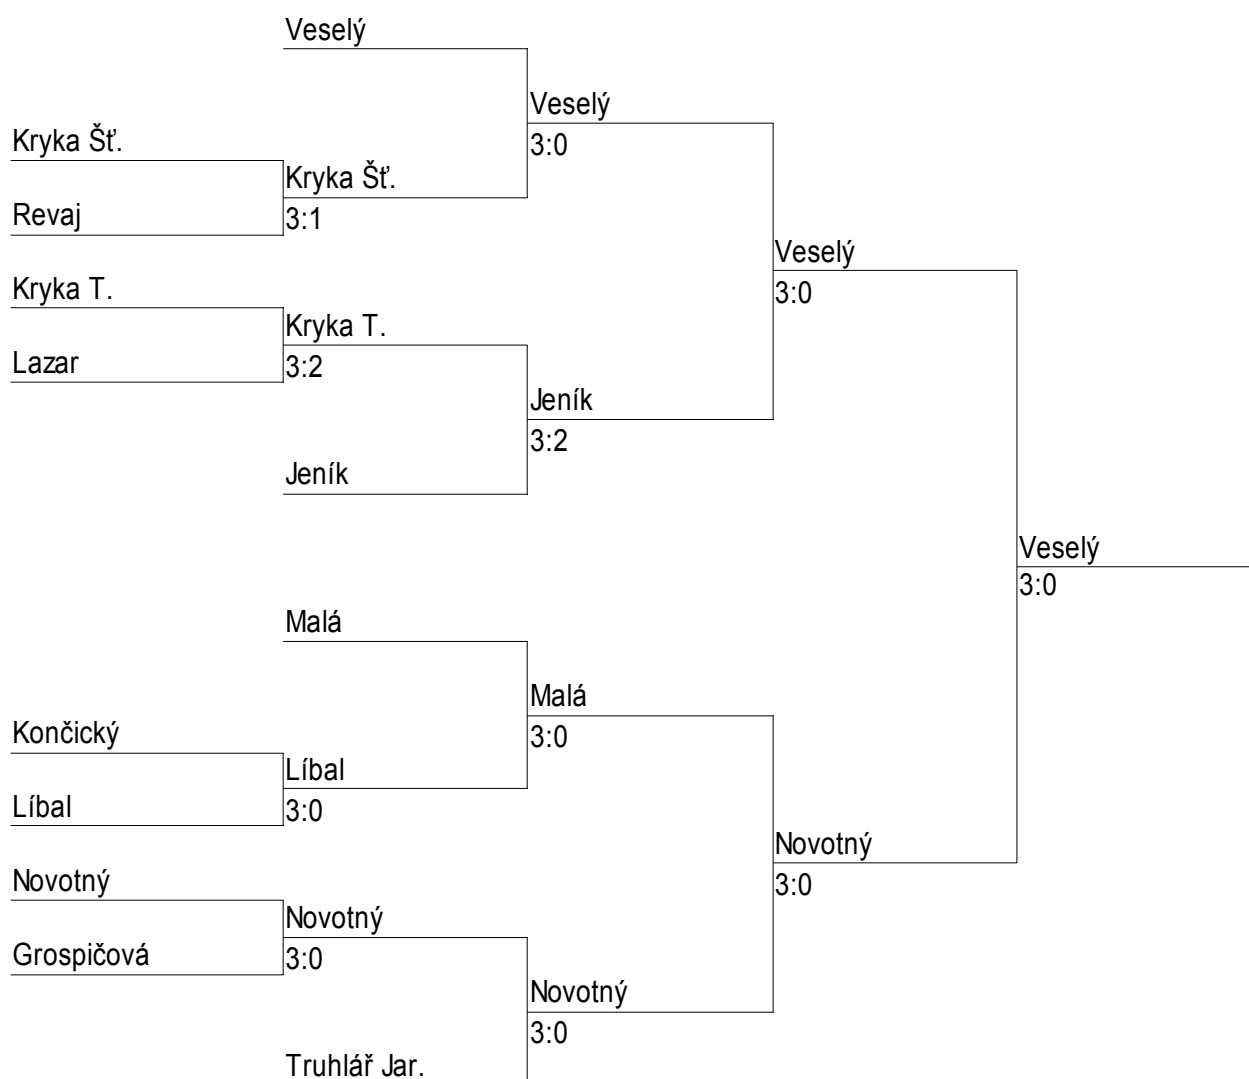 Veselý
Veselý
3:0
Kryka Šť.
Kryka Šť.
3:1
Revaj
Veselý
3:0
Kryka T.
Kryka T.
3:2
Lazar
Jeník
3:2
Jeník
Veselý
3:0
Malá
Malá
3:0
Končický
Líbal
3:0
Líbal
Novotný
3:0
Novotný
Novotný
3:0
Grospičová
Novotný
3:0
Truhlář Jar.